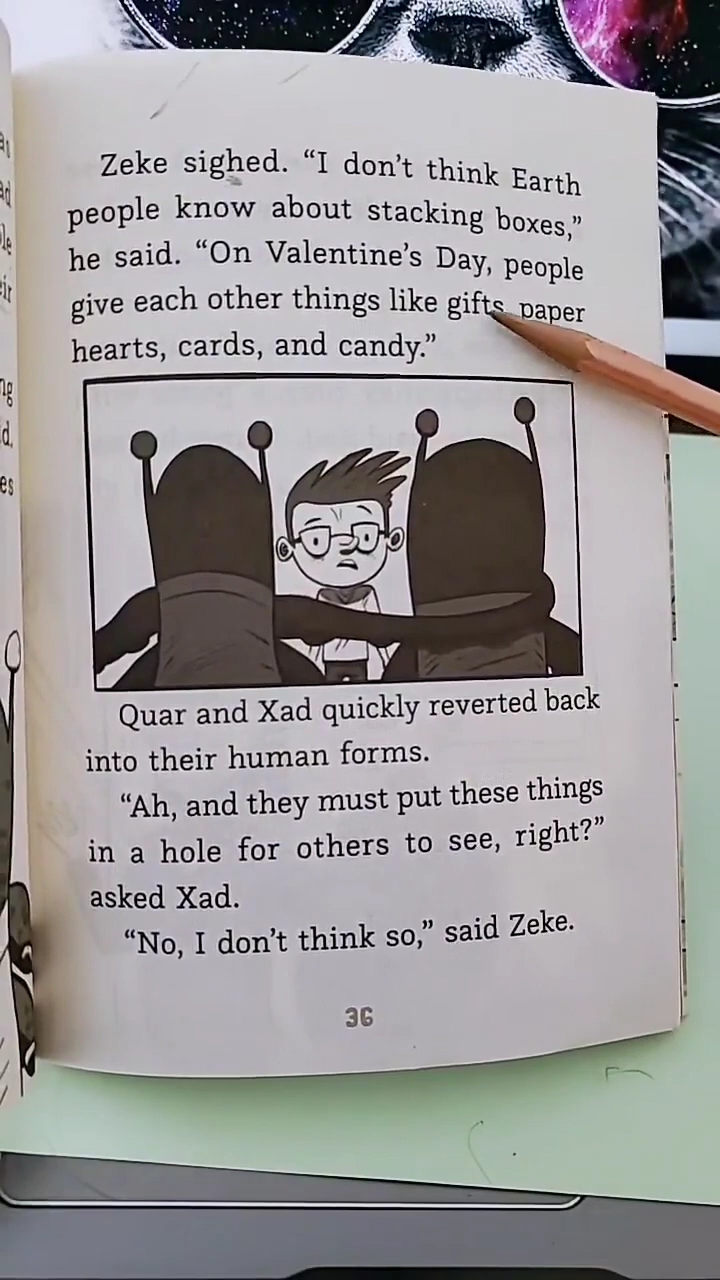 Zeke sighed. “I don’t think Earth
people know about stacking boxes,”
he said. “On Valentine’s Day, people
give each other things like gifts, paper
hearts, cards, and candy.”
Quar and Xad quickly reverted back
into their human forms.
“Ah, and they must put these things
in a hole for others to see, right?”
asked Xad.
“No, I don’t think so,” said Zeke.
36